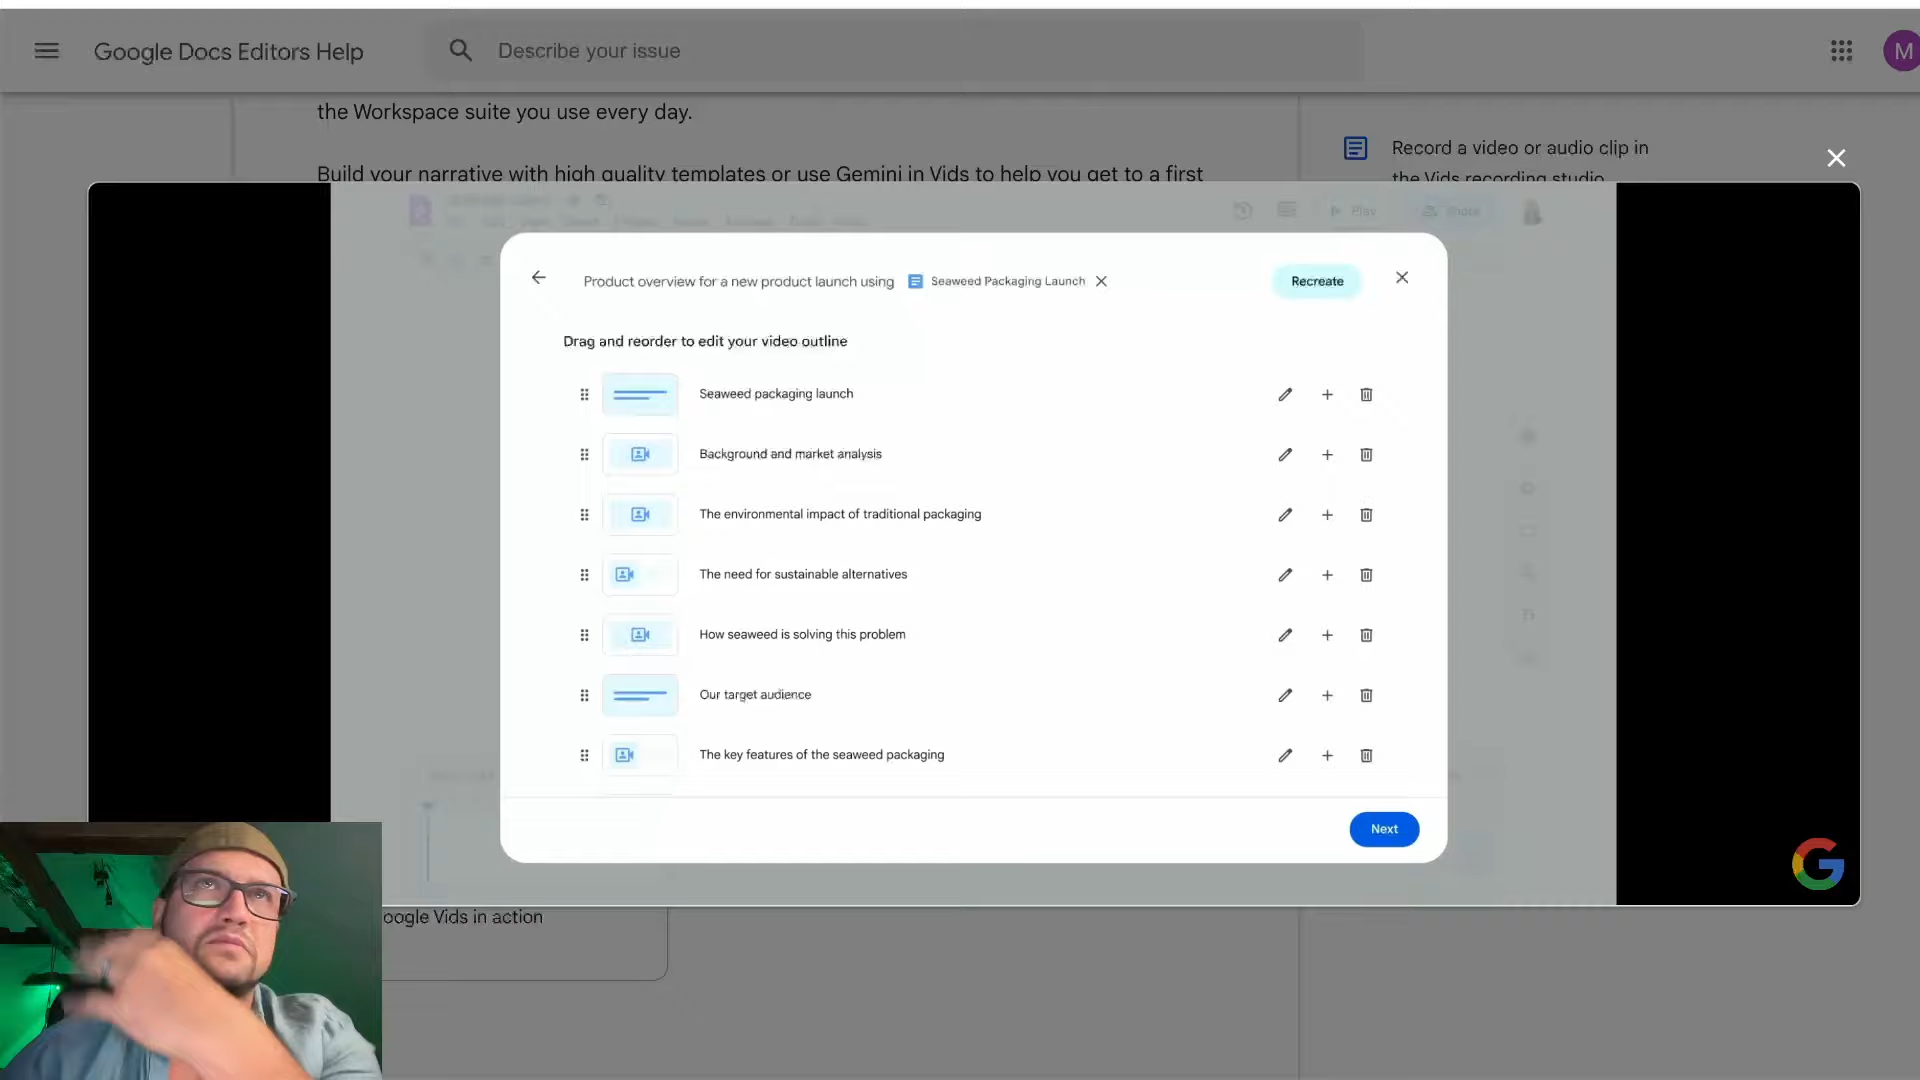 Google Docs Editors Help
Describe your issue
M
the Workspace suite you use every day.
Build your narrative with high quality templates or use Gemini in Vids to help you get to a first
Record a video or audio clip in
the Vids recording studio
Play
Share
Product overview for a new product launch using Seaweed Packaging Launch
Recreate
Drag and reorder to edit your video outline
Seaweed packaging launch
Background and market analysis
The environmental impact of traditional packaging
The need for sustainable alternatives
How seaweed is solving this problem
Our target audience
The key features of the seaweed packaging
Next
oogle Vids in action